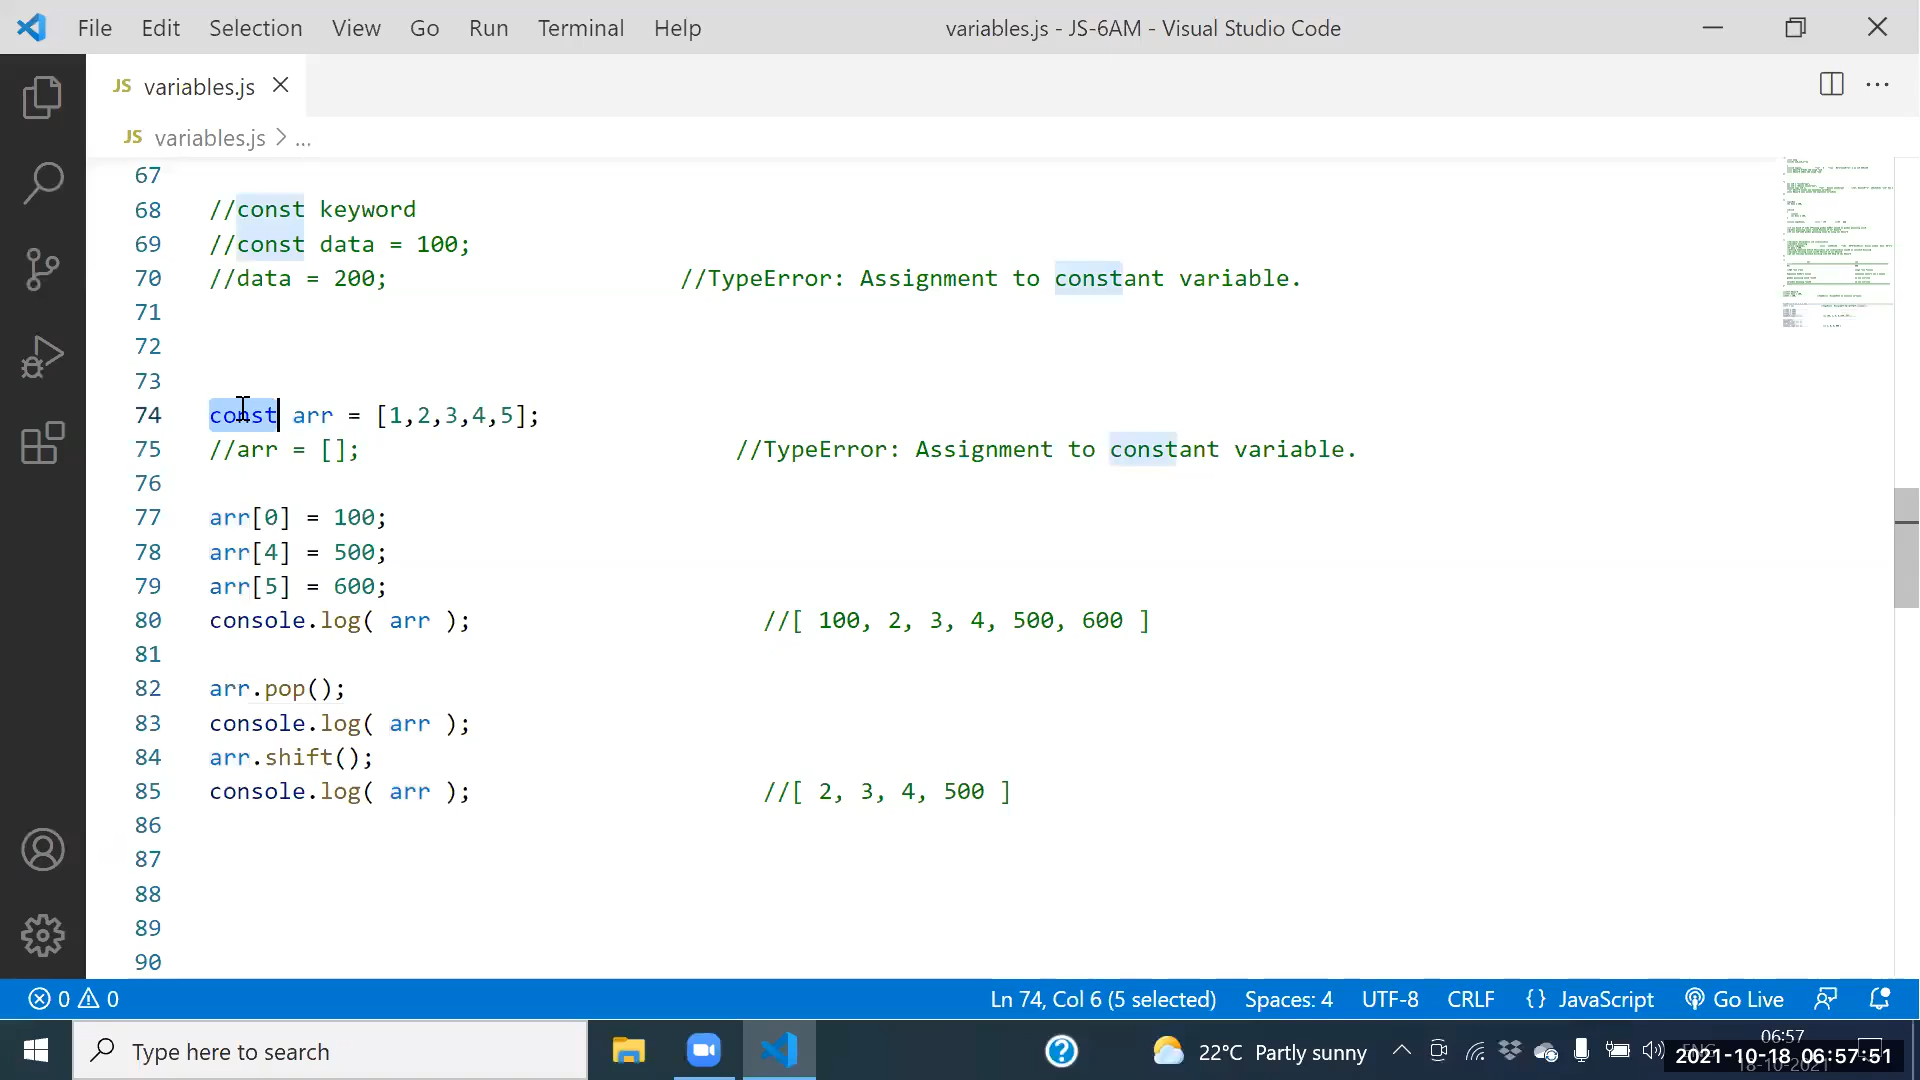 File Edit Selection View Go Run Terminal Help variables.js - JS-6AM - Visual Studio Code
JS variables.js
JS variables.js > ...
67
68 //const keyword
69 //const data = 100;
70 //data = 200; //TypeError: Assignment to constant variable.
71
72
73
74 const arr = [1,2,3,4,5];
75 //arr = []; //TypeError: Assignment to constant variable.
76
77 arr[0] = 100;
78 arr[4] = 500;
79 arr[5] = 600;
80 console.log( arr ); //[ 100, 2, 3, 4, 500, 600 ]
81
82 arr.pop();
83 console.log( arr );
84 arr.shift();
85 console.log( arr ); //[ 2, 3, 4, 500 ]
86
87
88
89
90
0 0 Ln 74, Col 6 (5 selected) Spaces: 4 UTF-8 CRLF {} JavaScript Go Live
Type here to search 22°C Partly sunny ENG 06:57
2021-10-18 06:57:51
18-10-2021